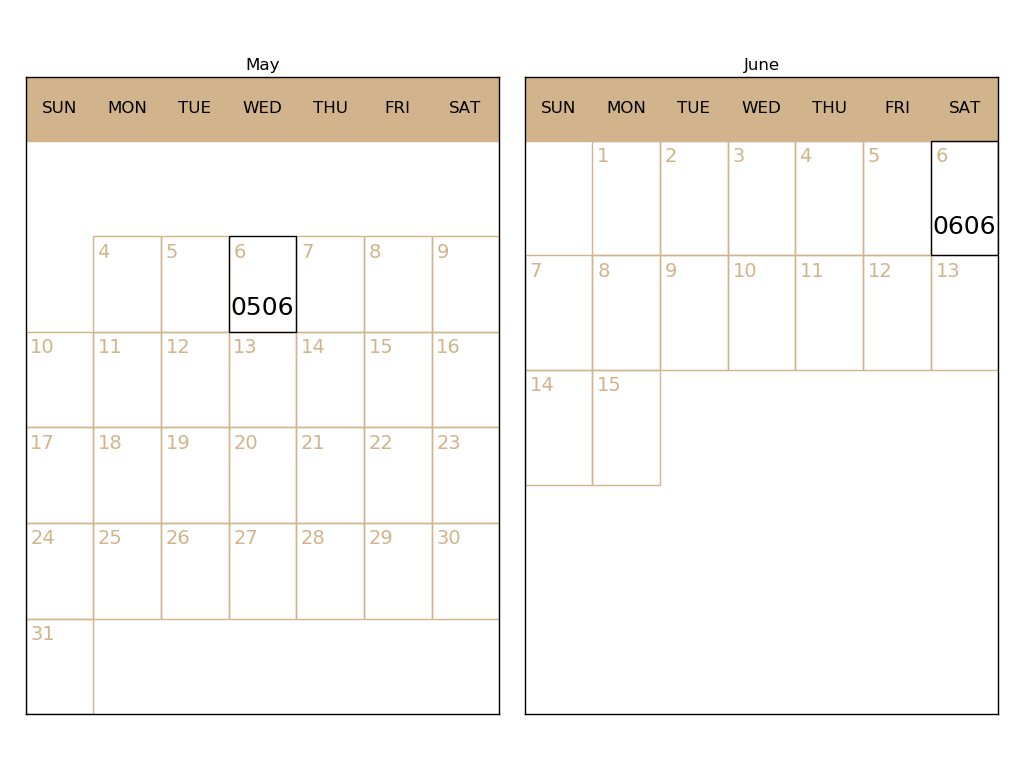 May
SUN MON TUE WED THU FRI SAT
4 5 6 7 8 9
0506
10 11 12 13 14 15 16
17 18 19 20 21 22 23
24 25 26 27 28 29 30
31
June
SUN MON TUE WED THU FRI SAT
1 2 3 4 5 6
0606
7 8 9 10 11 12 13
14 15